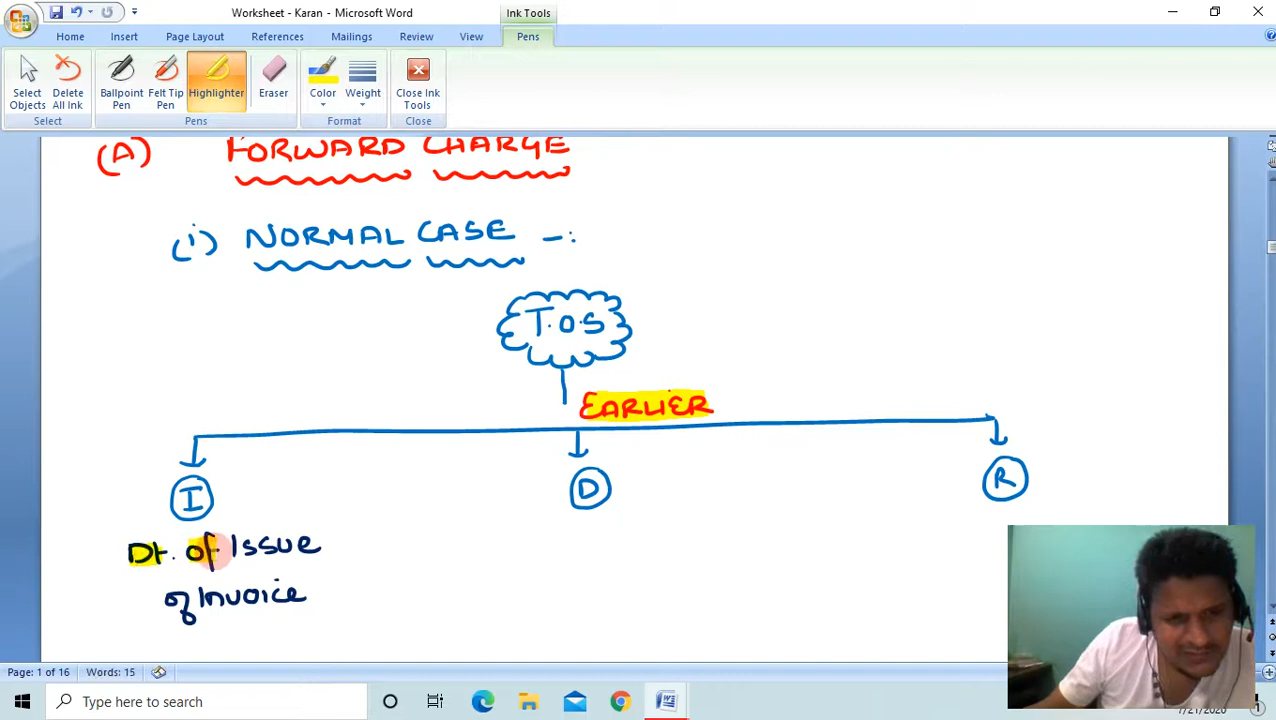 Worksheet - Karan - Microsoft Word
Ink Tools
Home Insert Page Layout References Mailings Review View Pens
Select Objects
Delete All Ink
Ballpoint Pen
Felt Tip Pen
Highlighter
Eraser
Color
Weight
Close Ink Tools
Select Pens Format Close
(A) FORWARD CHARGE
(i) NORMAL CASE -:
T.O.S
EARLIER
I D R
Dt. of Issue
of Invoice
Page: 1 of 16 Words: 15
Type here to search